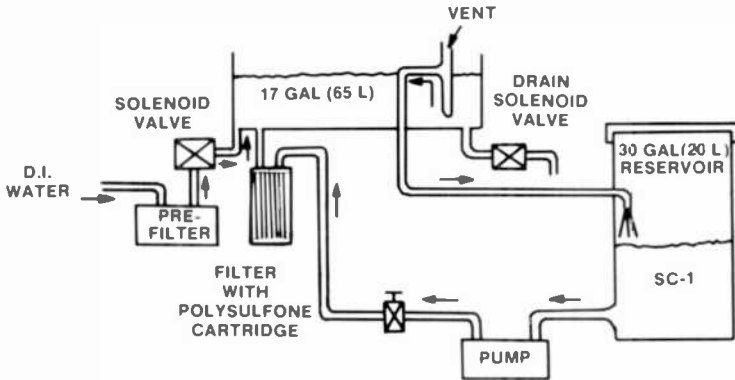 VENT
17 GAL (65 L)
SOLENOID
VALVE
DRAIN
SOLENOID
VALVE
30 GAL(20 L)
RESERVOIR
D.I.
WATER
PRE-
FILTER
FILTER
WITH
POLYSULFONE
CARTRIDGE
SC-1
PUMP